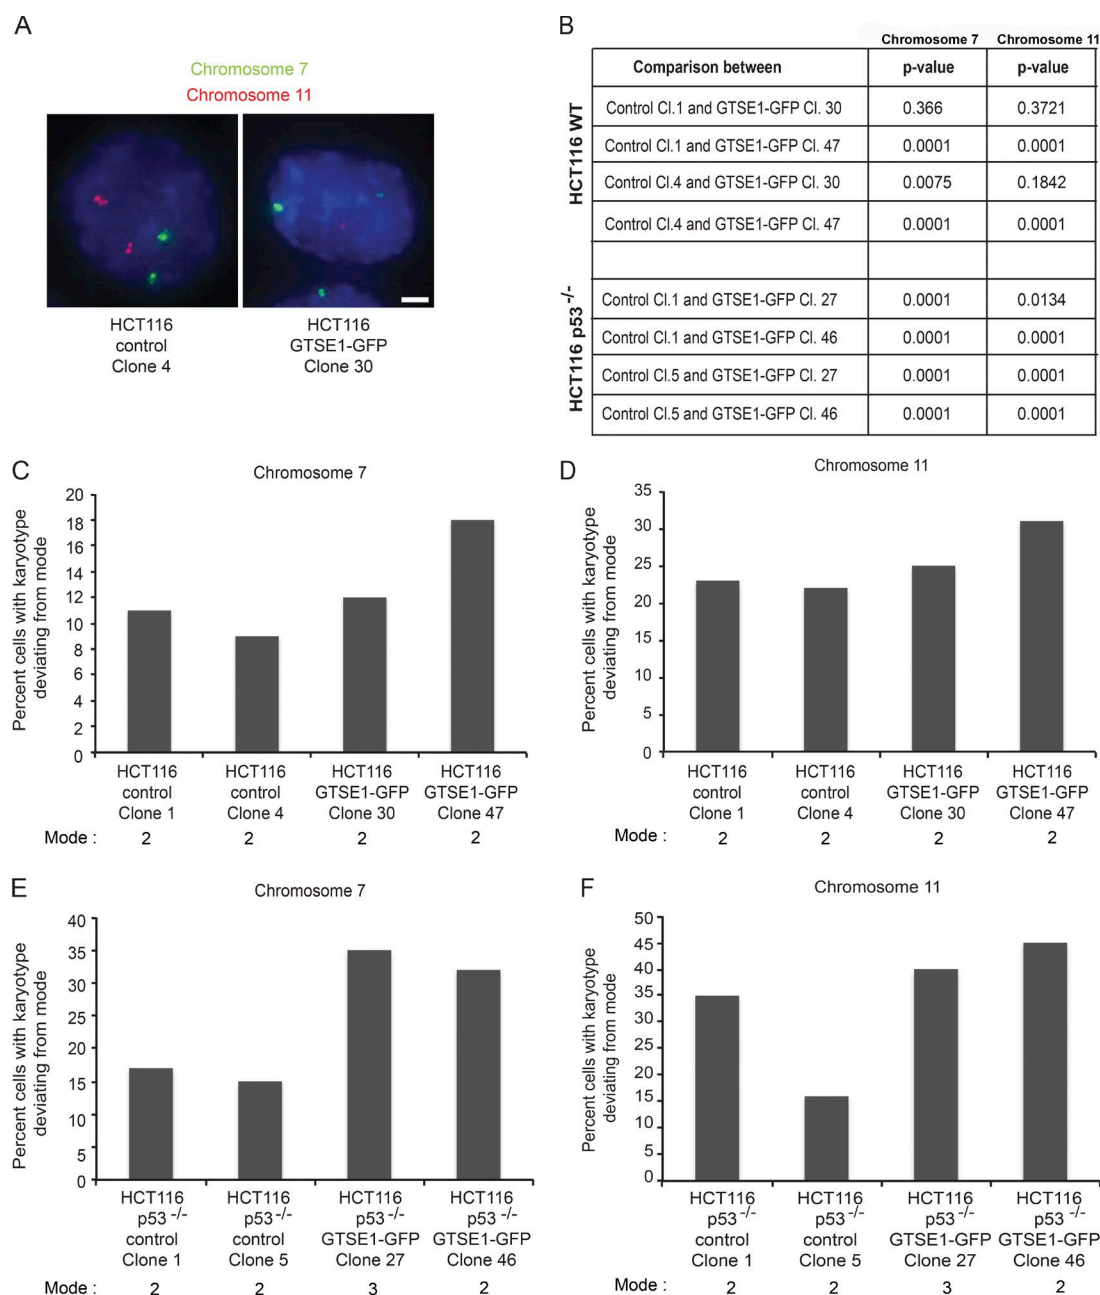 A
Chromosome 7
Chromosome 11
HCT116
control
Clone 4
HCT116
GTSE1-GFP
Clone 30
B
Chromosome 7 Chromosome 11
Comparison between p-value p-value
HCT116 WT
Control Cl.1 and GTSE1-GFP Cl. 30 0.366 0.3721
Control Cl.1 and GTSE1-GFP Cl. 47 0.0001 0.0001
Control Cl.4 and GTSE1-GFP Cl. 30 0.0075 0.1842
Control Cl.4 and GTSE1-GFP Cl. 47 0.0001 0.0001
HCT116 p53 -/-
Control Cl.1 and GTSE1-GFP Cl. 27 0.0001 0.0134
Control Cl.1 and GTSE1-GFP Cl. 46 0.0001 0.0001
Control Cl.5 and GTSE1-GFP Cl. 27 0.0001 0.0001
Control Cl.5 and GTSE1-GFP Cl. 46 0.0001 0.0001
C
Chromosome 7
Percent cells with karyotype
deviating from mode
20
18
16
14
12
10
8
6
4
2
0
HCT116 HCT116 HCT116 HCT116
control control GTSE1-GFP GTSE1-GFP
Clone 1 Clone 4 Clone 30 Clone 47
Mode : 2 2 2 2
D
Chromosome 11
Percent cells with karyotype
deviating from mode
35
30
25
20
15
10
5
0
HCT116 HCT116 HCT116 HCT116
control control GTSE1-GFP GTSE1-GFP
Clone 1 Clone 4 Clone 30 Clone 47
Mode : 2 2 2 2
E
Chromosome 7
Percent cells with karyotype
deviating from mode
40
35
30
25
20
15
10
5
0
HCT116 HCT116 HCT116 HCT116
p53 -/- p53 -/- p53 -/- p53 -/-
control control GTSE1-GFP GTSE1-GFP
Clone 1 Clone 5 Clone 27 Clone 46
Mode : 2 2 3 2
F
Chromosome 11
Percent cells with karyotype
deviating from mode
50
45
40
35
30
25
20
15
10
5
0
HCT116 HCT116 HCT116 HCT116
p53 -/- p53 -/- p53 -/- p53 -/-
control control GTSE1-GFP GTSE1-GFP
Clone 1 Clone 5 Clone 27 Clone 46
Mode : 2 2 3 2